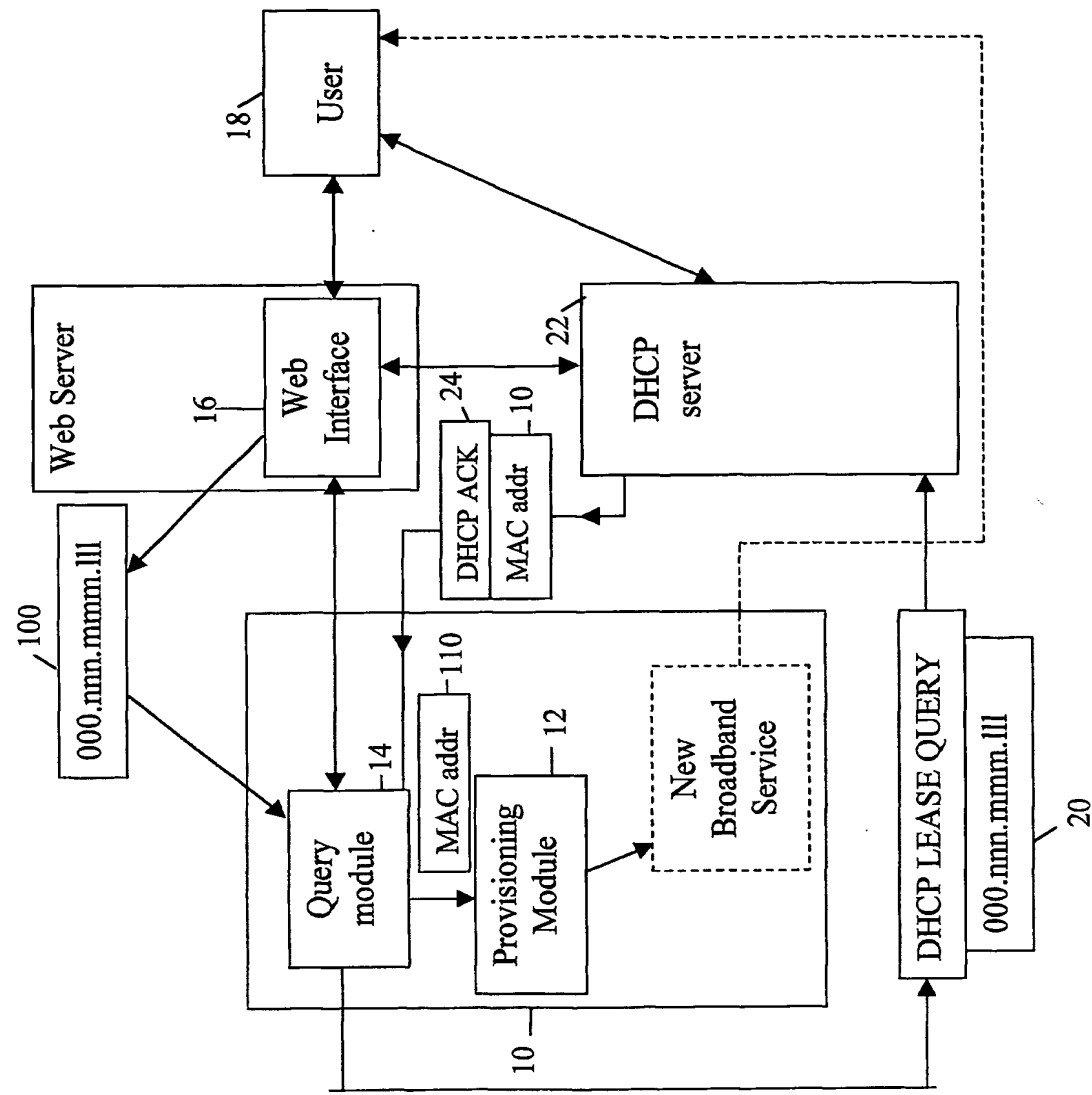 100
000.nnn.mmm.lll
Web Server
16
Web
Interface
18
User
14
Query
module
MAC addr
110
DHCP ACK
24
MAC addr
10
22
DHCP
server
Provisioning
Module
12
New
Broadband
Service
10
DHCP LEASE QUERY
000.nnn.mmm.lll
20